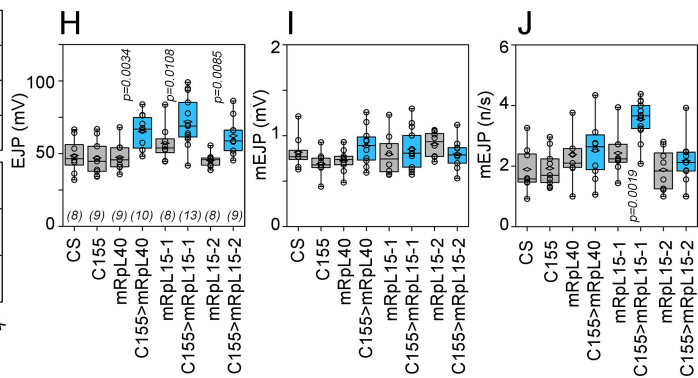 H
EJP (mV)
100
50
0
p=0.0034
p=0.0108
p=0.0085
(8) (9) (9) (10) (8) (13) (8) (9)
CS
C155
mRpL40
C155>mRpL40
mRpL15-1
C155>mRpL15-1
mRpL15-2
C155>mRpL15-2
I
mEJP (mV)
2
1
0
CS
C155
mRpL40
C155>mRpL40
mRpL15-1
C155>mRpL15-1
mRpL15-2
C155>mRpL15-2
J
mEJP (n/s)
6
4
2
0
p=0.0019
CS
C155
mRpL40
C155>mRpL40
mRpL15-1
C155>mRpL15-1
mRpL15-2
C155>mRpL15-2